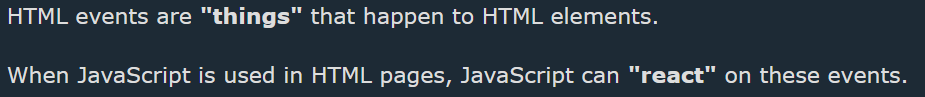 HTML events are "things" that happen to HTML elements.
When JavaScript is used in HTML pages, JavaScript can "react" on these events.